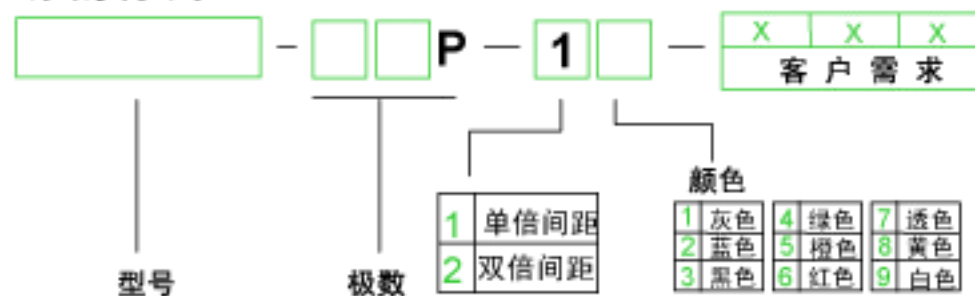 — P — 1 —
X X X
客户需求
颜色
1 单倍间距
2 双倍间距
1 灰色 4 绿色 7 透色
2 蓝色 5 橙色 8 黄色
3 黑色 6 红色 9 白色
型号 极数